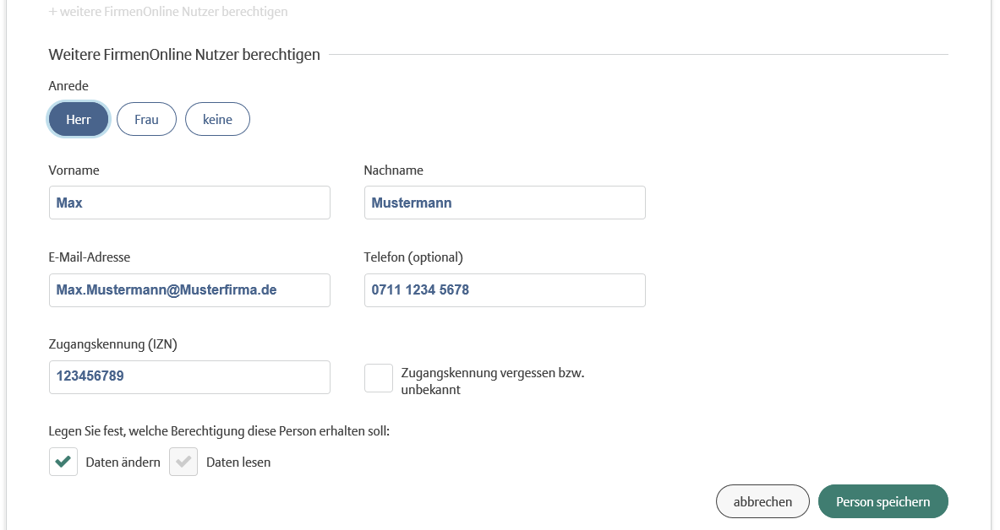 + weitere FirmenOnline Nutzer berechtigen
Weitere FirmenOnline Nutzer berechtigen
Anrede
Herr Frau keine
Vorname Nachname
Max Mustermann
E-Mail-Adresse Telefon (optional)
Max.Mustermann@Musterfirma.de 0711 1234 5678
Zugangskennung (IZN)
123456789 Zugangskennung vergessen bzw.
unbekannt
Legen Sie fest, welche Berechtigung diese Person erhalten soll:
Daten ändern Daten lesen
abbrechen Person speichern